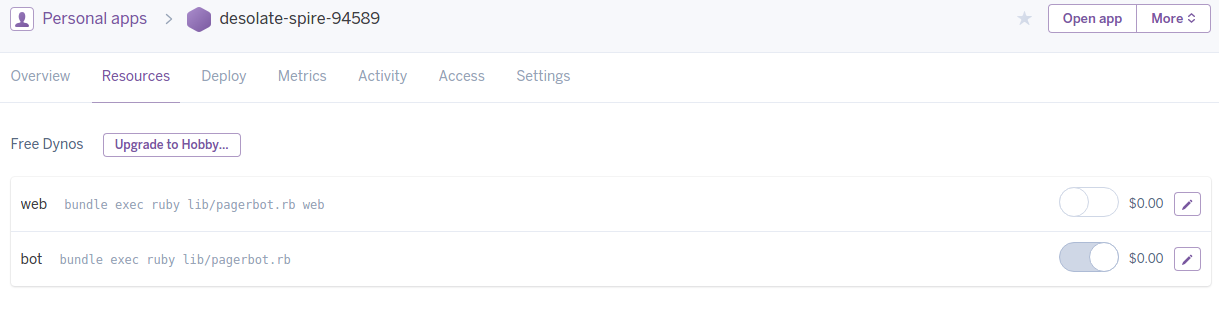 Personal apps > desolate-spire-94589 Open app More
Overview Resources Deploy Metrics Activity Access Settings
Free Dynos Upgrade to Hobby...
web bundle exec ruby lib/pagerbot.rb web $0.00
bot bundle exec ruby lib/pagerbot.rb $0.00